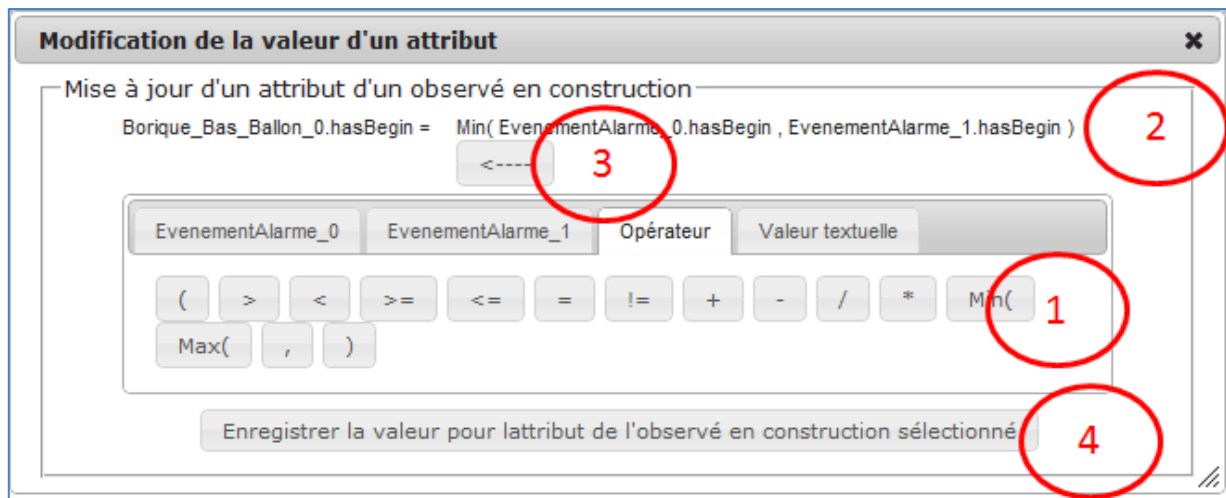 Modification de la valeur d'un attribut ✖
Mise à jour d'un attribut d'un observé en construction
Borique_Bas_Ballon_0.hasBegin = Min( EvenementAlarme_0.hasBegin , EvenementAlarme_1.hasBegin ) 2
<---- 3
EvenementAlarme_0 EvenementAlarme_1 Opérateur Valeur textuelle
( > < >= <= = != + - / * Min( 1
Max( , )
Enregistrer la valeur pour lattribut de l'observé en construction sélectionné 4